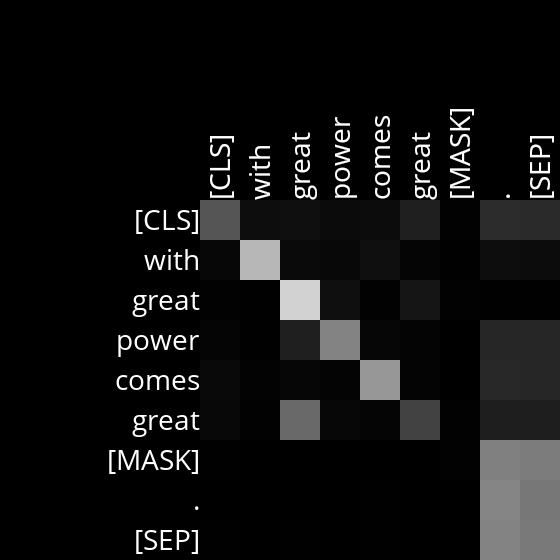 [CLS]
with
great
power
comes
great
[MASK]
.
[SEP]
[CLS]
with
great
power
comes
great
[MASK]
.
[SEP]